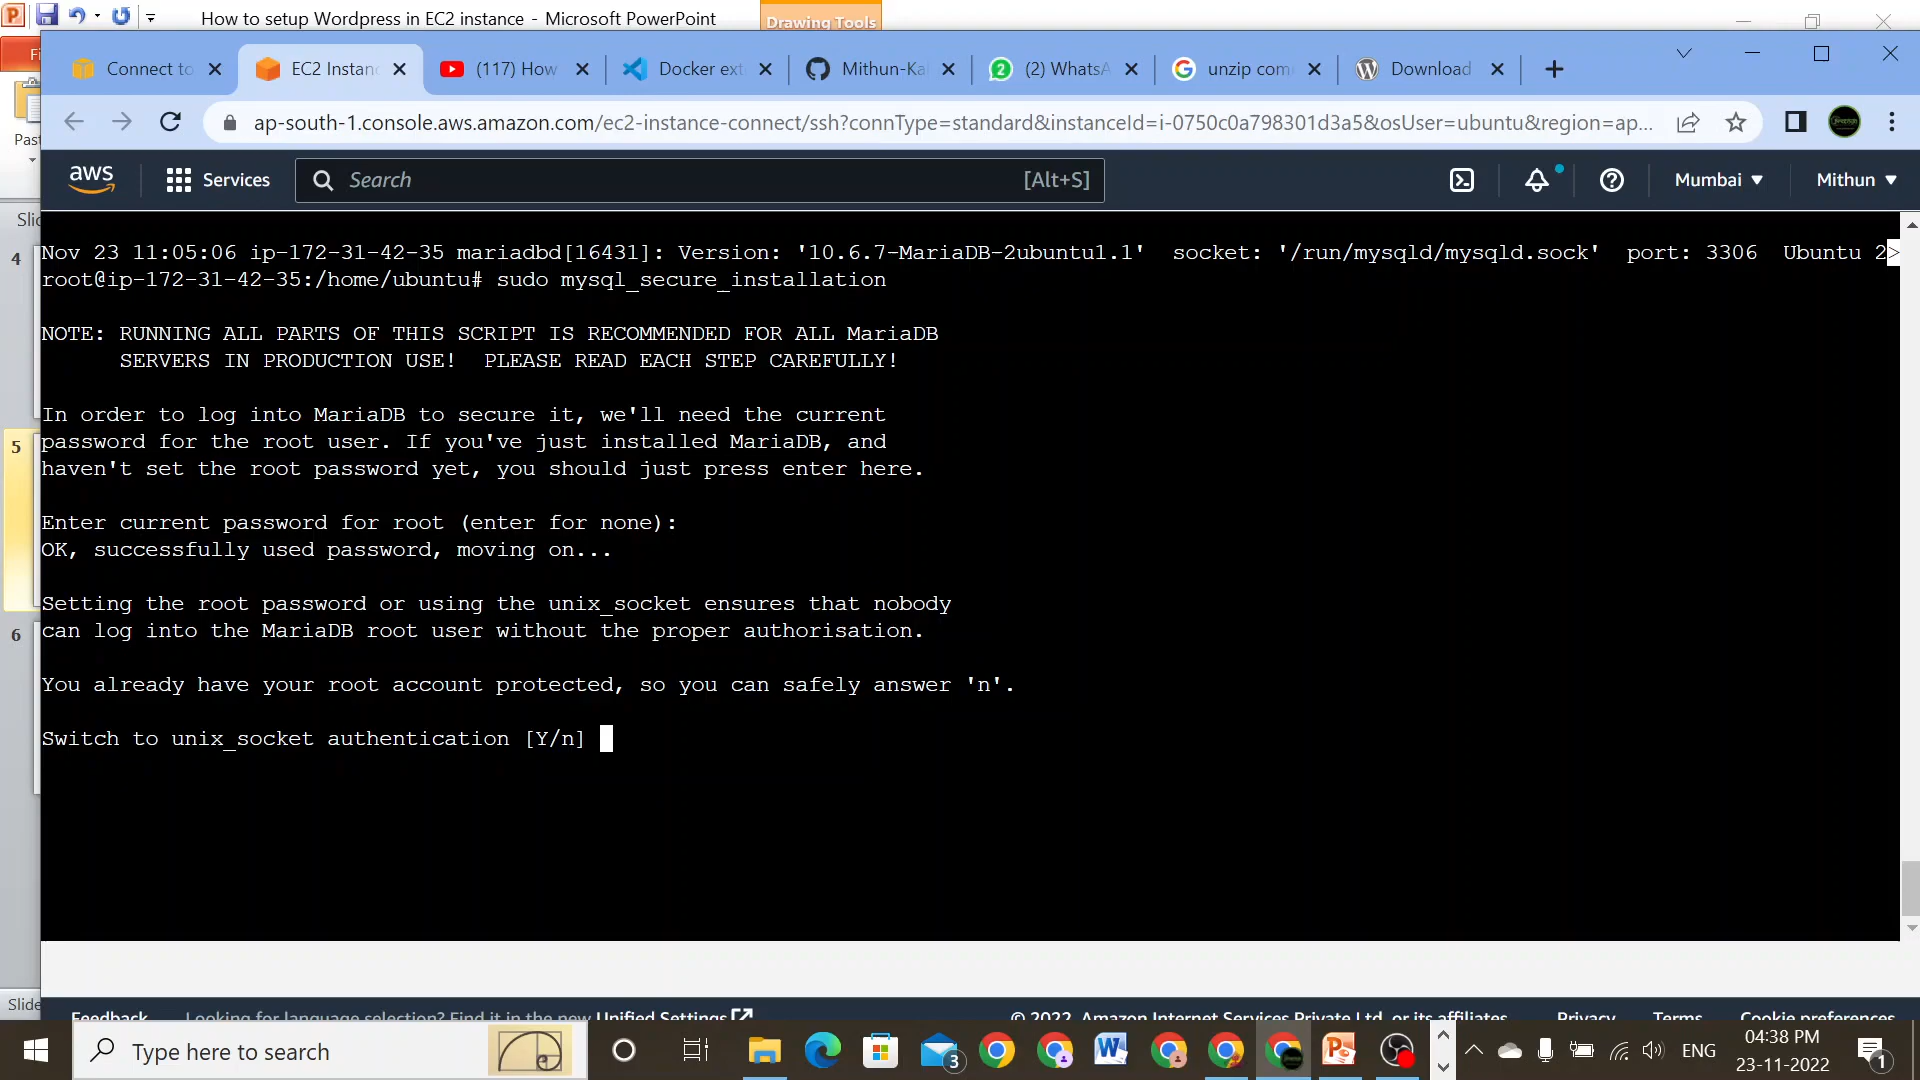 How to setup Wordpress in EC2 instance - Microsoft PowerPoint
Drawing Tools
Connect to
EC2 Instanc
(117) How
Docker ext
Mithun-Ka
(2) WhatsA
unzip com
Download
ap-south-1.console.aws.amazon.com/ec2-instance-connect/ssh?connType=standard&instanceId=i-0750c0a798301d3a5&osUser=ubuntu&region=ap...
aws
Services
Search
[Alt+S]
Mumbai
Mithun
Nov 23 11:05:06 ip-172-31-42-35 mariadbd[16431]: Version: '10.6.7-MariaDB-2ubuntu1.1'  socket: '/run/mysqld/mysqld.sock'  port: 3306  Ubuntu 2>
root@ip-172-31-42-35:/home/ubuntu# sudo mysql_secure_installation
NOTE: RUNNING ALL PARTS OF THIS SCRIPT IS RECOMMENDED FOR ALL MariaDB
SERVERS IN PRODUCTION USE!  PLEASE READ EACH STEP CAREFULLY!
In order to log into MariaDB to secure it, we'll need the current
password for the root user. If you've just installed MariaDB, and
haven't set the root password yet, you should just press enter here.
Enter current password for root (enter for none):
OK, successfully used password, moving on...
Setting the root password or using the unix_socket ensures that nobody
can log into the MariaDB root user without the proper authorisation.
You already have your root account protected, so you can safely answer 'n'.
Switch to unix_socket authentication [Y/n]
4
5
6
Feedback
Looking for language selection? Find it in the new Unified Settings
© 2022, Amazon Internet Services Private Ltd. or its affiliates.
Privacy
Terms
Cookie preferences
Type here to search
3
ENG
04:38 PM
23-11-2022
1